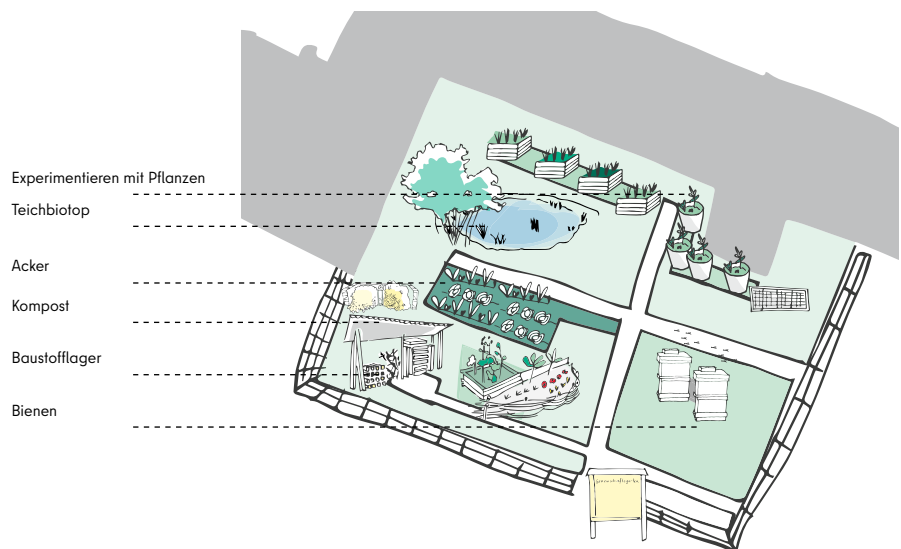 Experimentieren mit Pflanzen
Teichbiotop
Acker
Kompost
Baustofflager
Bienen